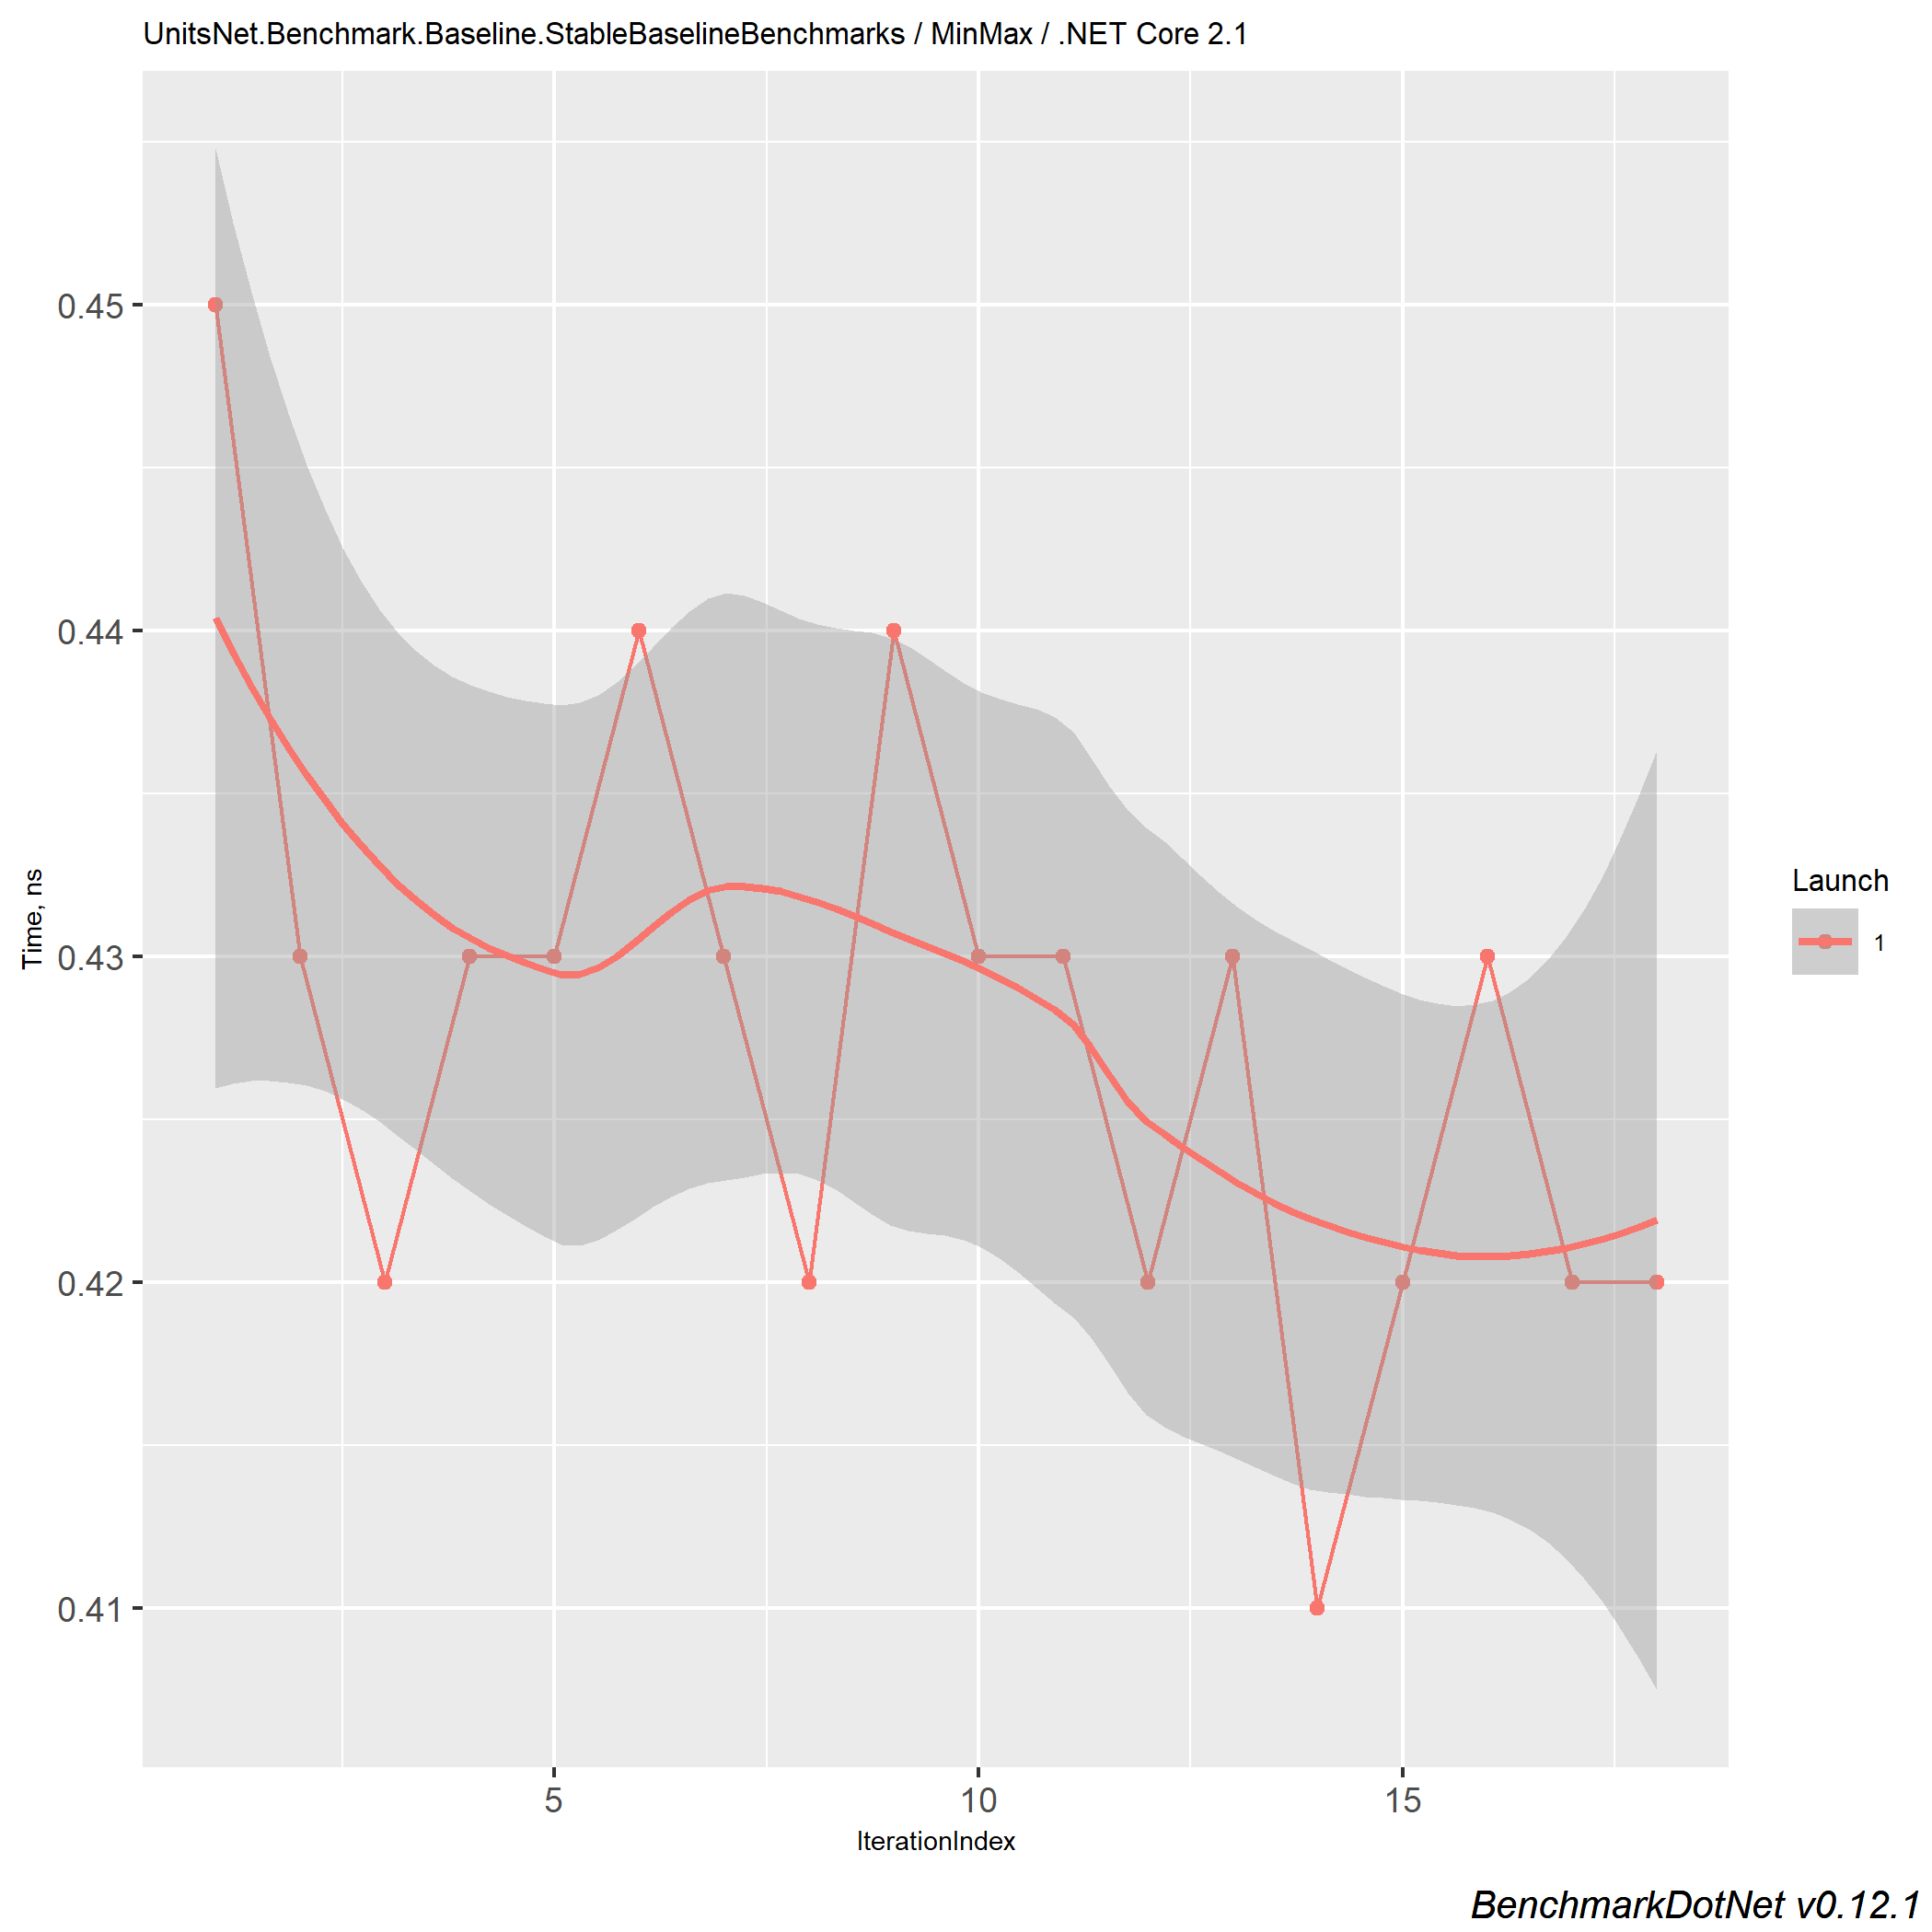 UnitsNet.Benchmark.Baseline.StableBaselineBenchmarks / MinMax / .NET Core 2.1
Time, ns
0.45
0.44
0.43
0.42
0.41
5 10 15
IterationIndex
Launch
1
BenchmarkDotNet v0.12.1